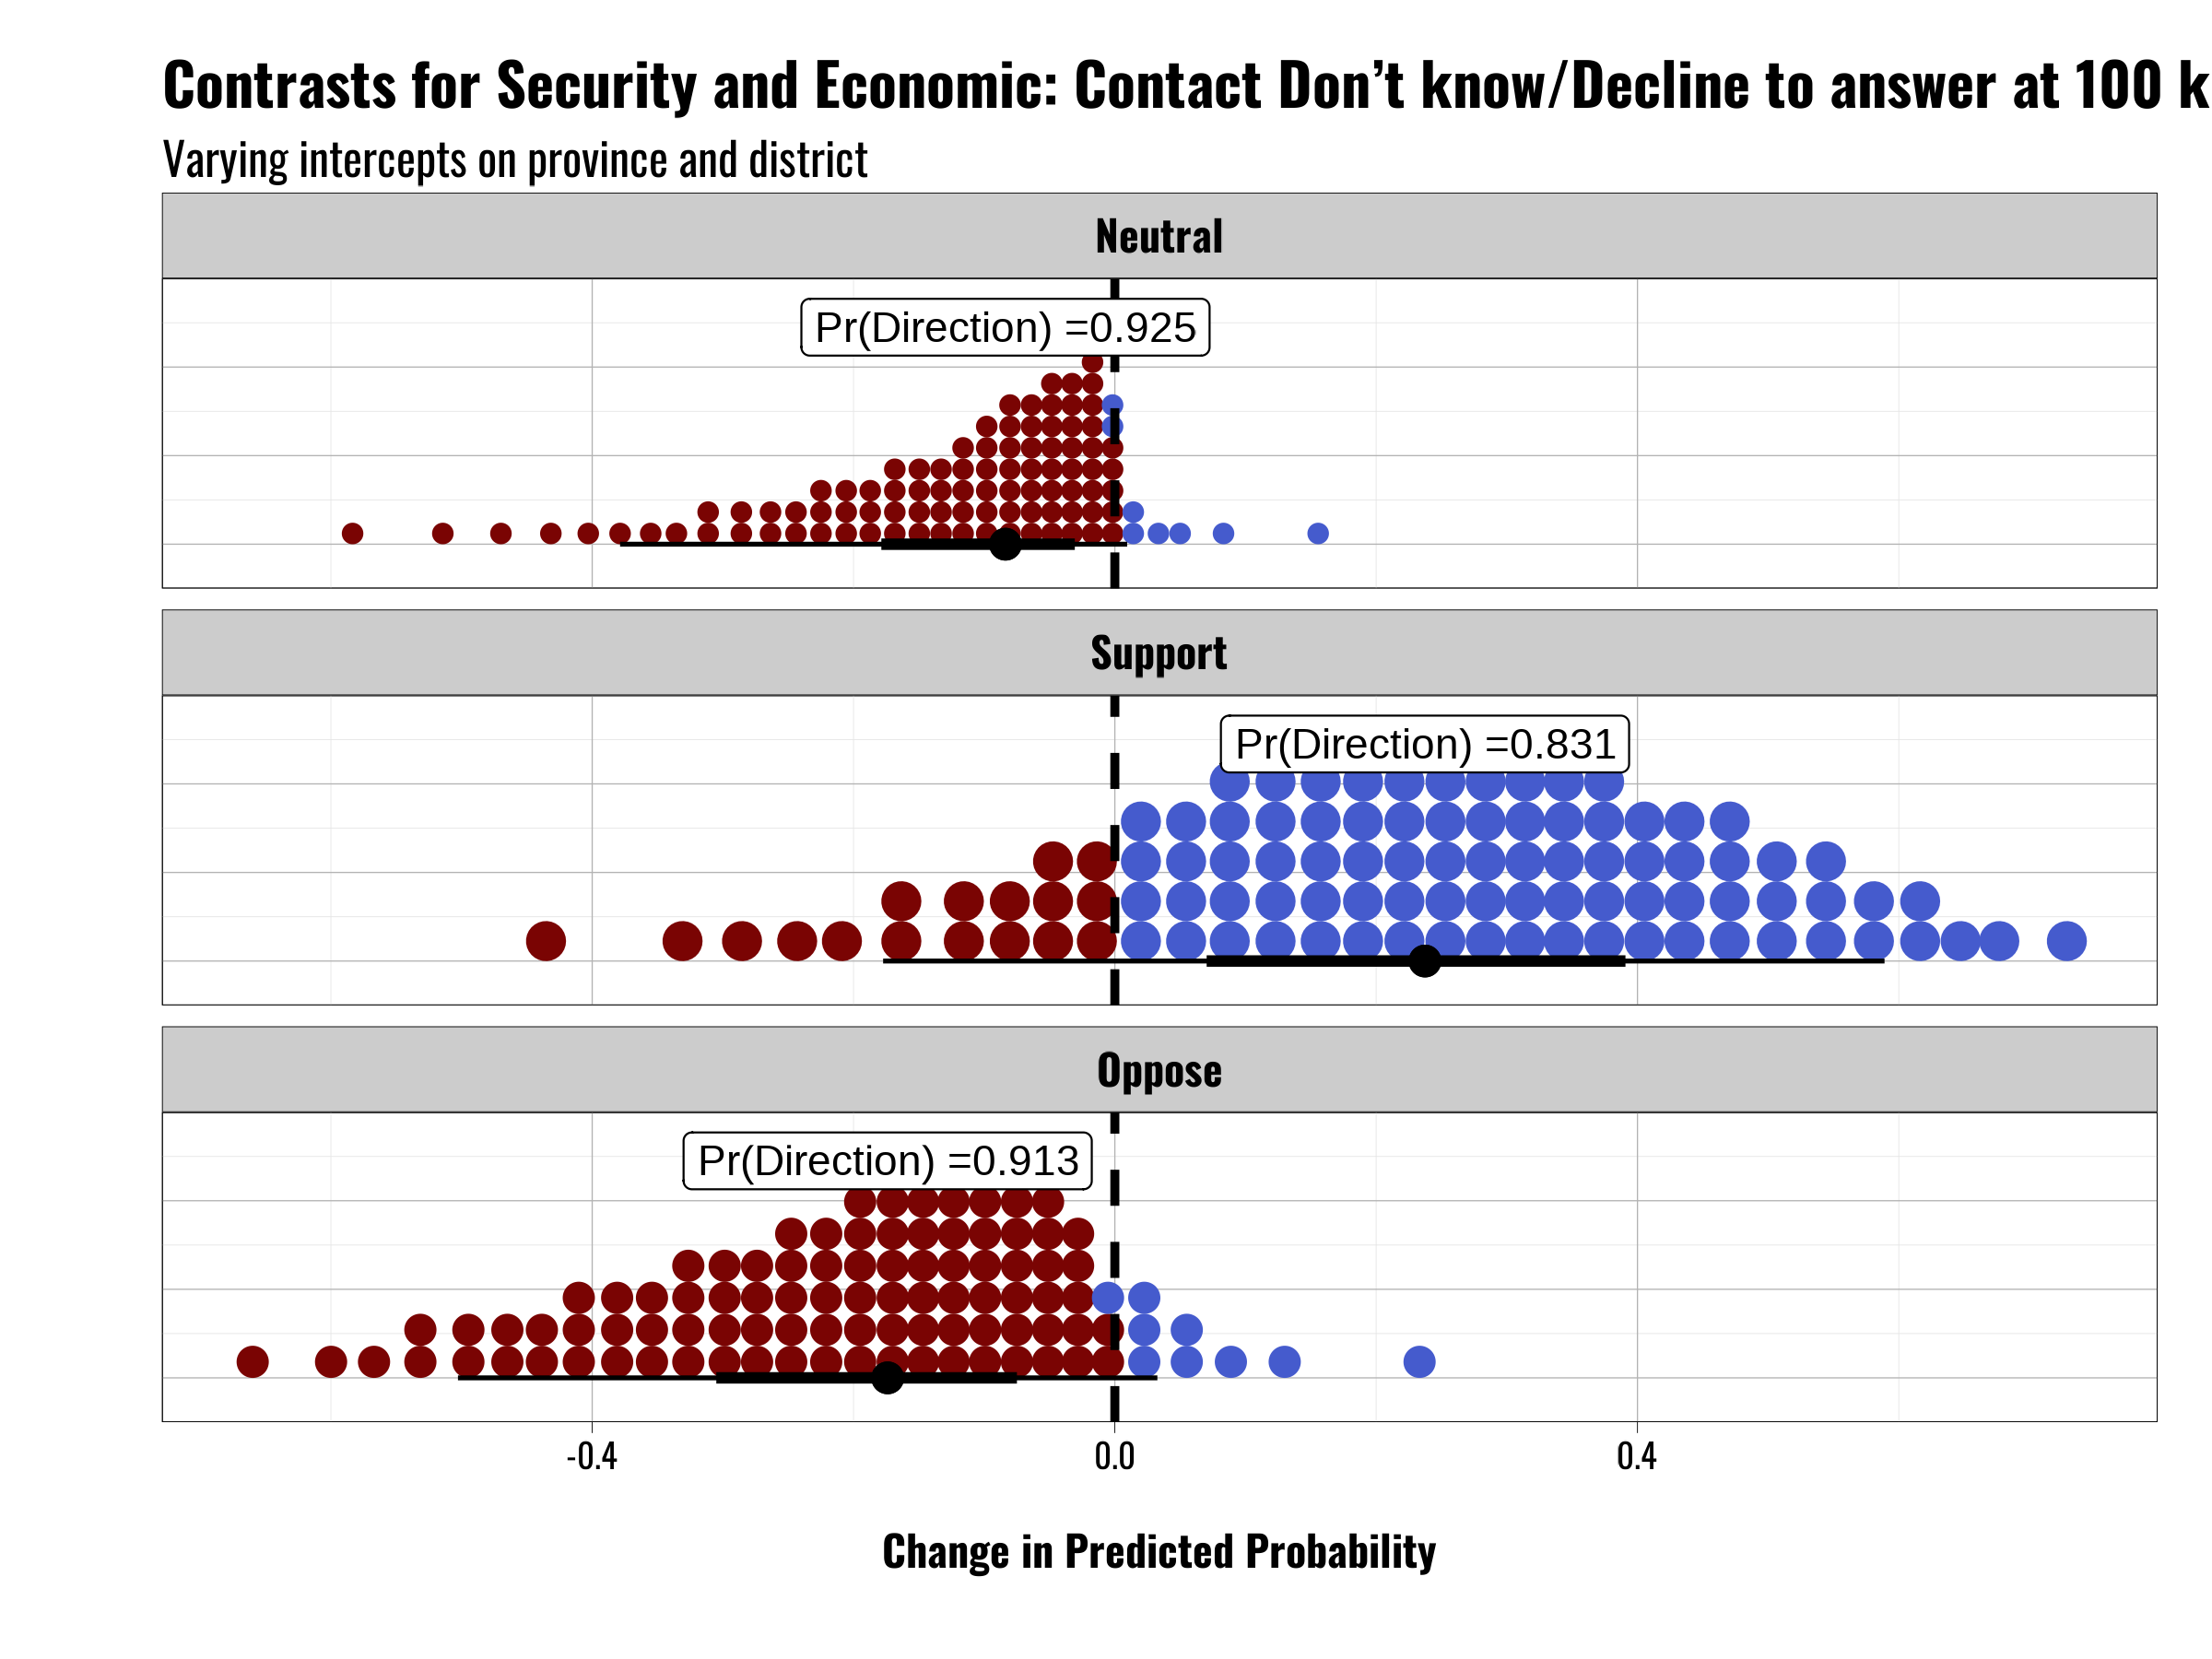 Contrasts for Security and Economic: Contact Don’t know/Decline to answer at 100 k
Varying intercepts on province and district
Neutral
Pr(Direction) =0.925
Support
Pr(Direction) =0.831
Oppose
Pr(Direction) =0.913
-0.4 0.0 0.4
Change in Predicted Probability